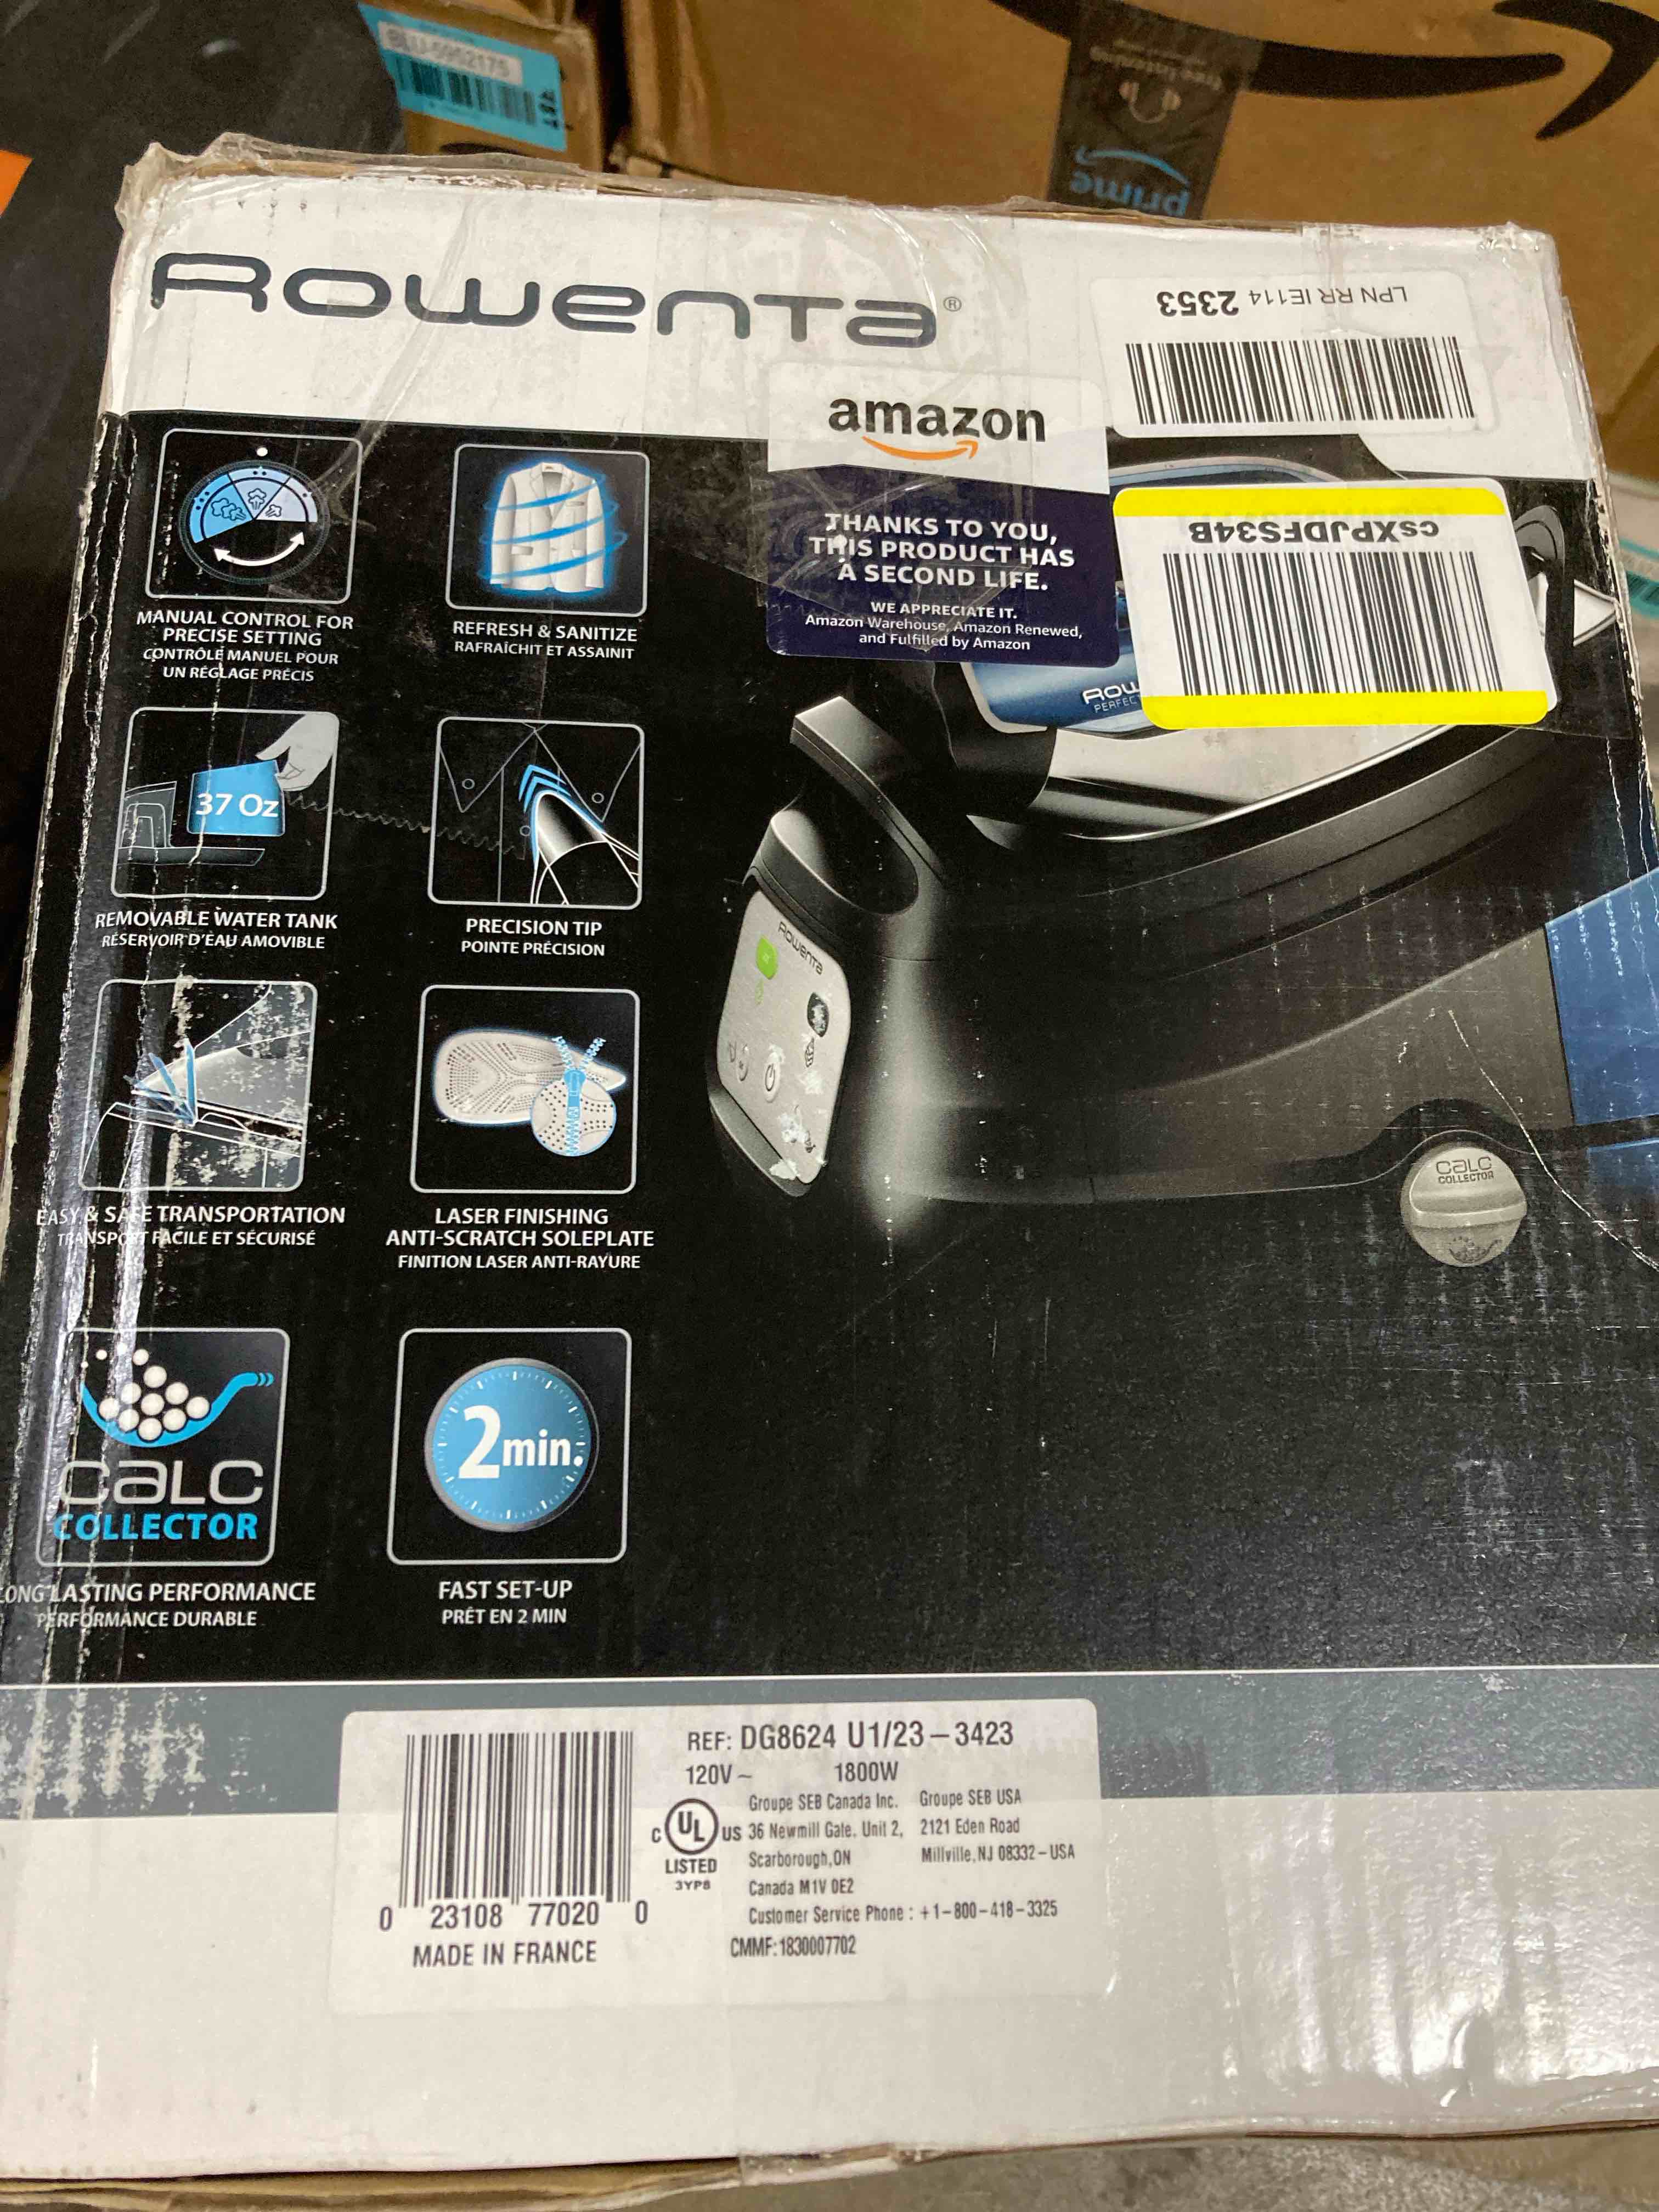 BLU-5952175
free listening
prime
Rowenta®
LPN RR IE114 2353
amazon
THANKS TO YOU,
THIS PRODUCT HAS
A SECOND LIFE.
WE APPRECIATE IT.
Amazon Warehouse, Amazon Renewed,
and Fulfilled by Amazon
csXPJDFS34B
MANUAL CONTROL FOR
PRECISE SETTING
CONTRÔLE MANUEL POUR
UN RÉGLAGE PRÉCIS
REFRESH & SANITIZE
RAFRAÎCHIT ET ASSAINIT
37 Oz
REMOVABLE WATER TANK
RÉSERVOIR D'EAU AMOVIBLE
PRECISION TIP
POINTE PRÉCISION
Rowenta
EASY & SAFE TRANSPORTATION
TRANSPORT FACILE ET SÉCURISÉ
LASER FINISHING
ANTI-SCRATCH SOLEPLATE
FINITION LASER ANTI-RAYURE
CALC
COLLECTOR
CALC
COLLECTOR
LONG LASTING PERFORMANCE
PERFORMANCE DURABLE
2 min.
FAST SET-UP
PRÊT EN 2 MIN
REF: DG8624 U1/23-3423
120V~ 1800W
C UL US
LISTED
3YP8
Groupe SEB Canada Inc.
36 Newmill Gate. Unit 2,
Scarborough,ON
Canada M1V 0E2
Groupe SEB USA
2121 Eden Road
Millville,NJ 08332-USA
Customer Service Phone : +1-800-418-3325
CMMF:1830007702
0 23108 77020 0
MADE IN FRANCE